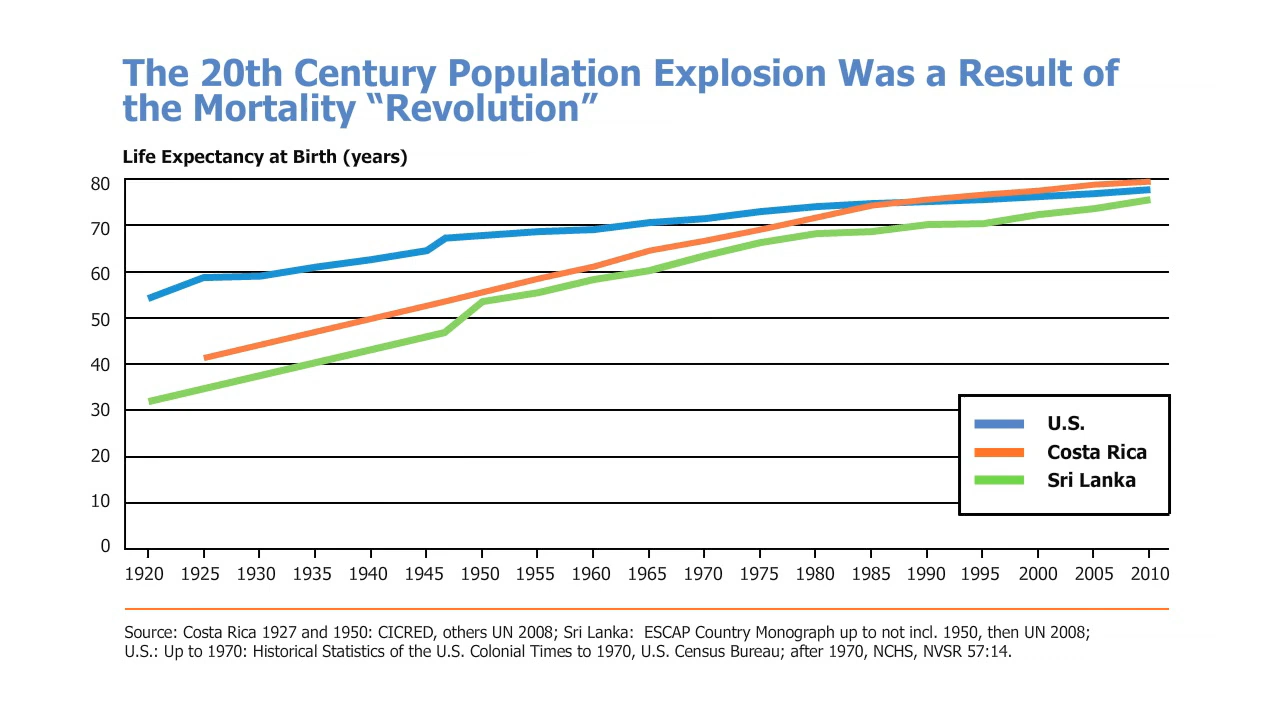 The 20th Century Population Explosion Was a Result of
the Mortality “Revolution”
Life Expectancy at Birth (years)
80
70
60
50
40
30
20
10
0
U.S.
Costa Rica
Sri Lanka
1920 1925 1930 1935 1940 1945 1950 1955 1960 1965 1970 1975 1980 1985 1990 1995 2000 2005 2010
Source: Costa Rica 1927 and 1950: CICRED, others UN 2008; Sri Lanka: ESCAP Country Monograph up to not incl. 1950, then UN 2008;
U.S.: Up to 1970: Historical Statistics of the U.S. Colonial Times to 1970, U.S. Census Bureau; after 1970, NCHS, NVSR 57:14.